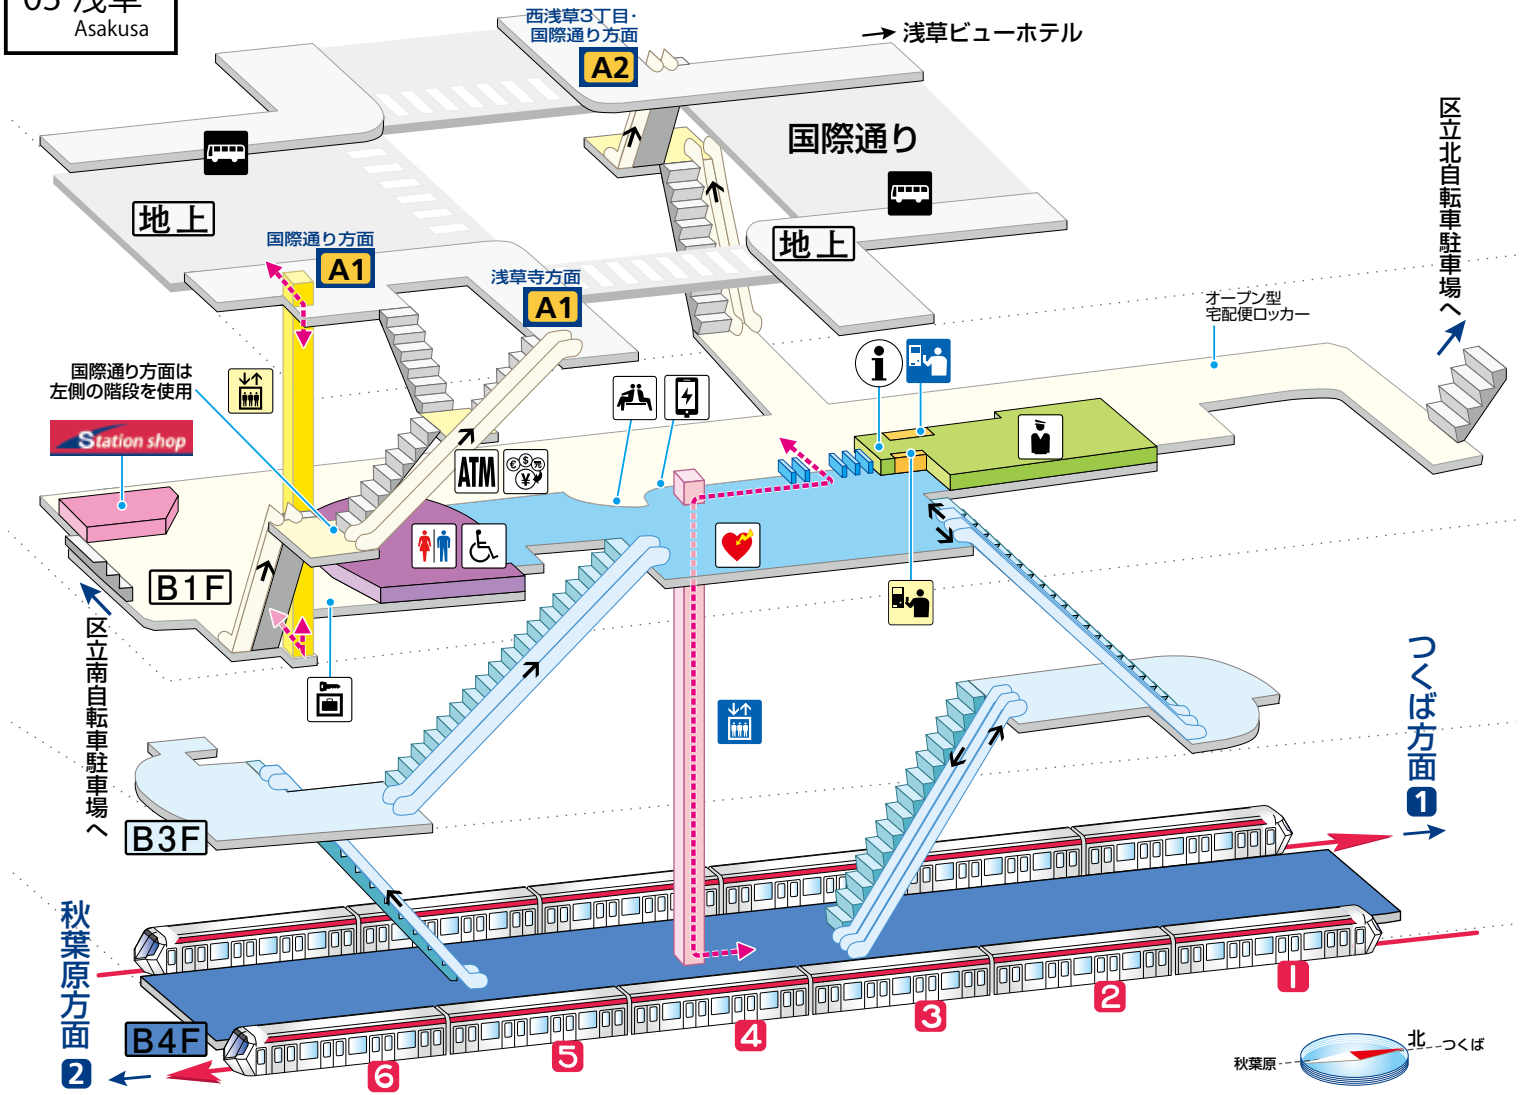 05 浅草
Asakusa
西浅草3丁目・
国際通り方面
A2
→ 浅草ビューホテル
国際通り
区立北自転車駐車場へ
地上
国際通り方面
A1
浅草寺方面
A1
地上
オープン型
宅配便ロッカー
国際通り方面は
左側の階段を使用
Station shop
ATM
B1F
区立南自転車駐車場へ
つくば方面
1
B3F
秋葉原方面
2
B4F
6
5
4
3
2
1
北
つくば
秋葉原